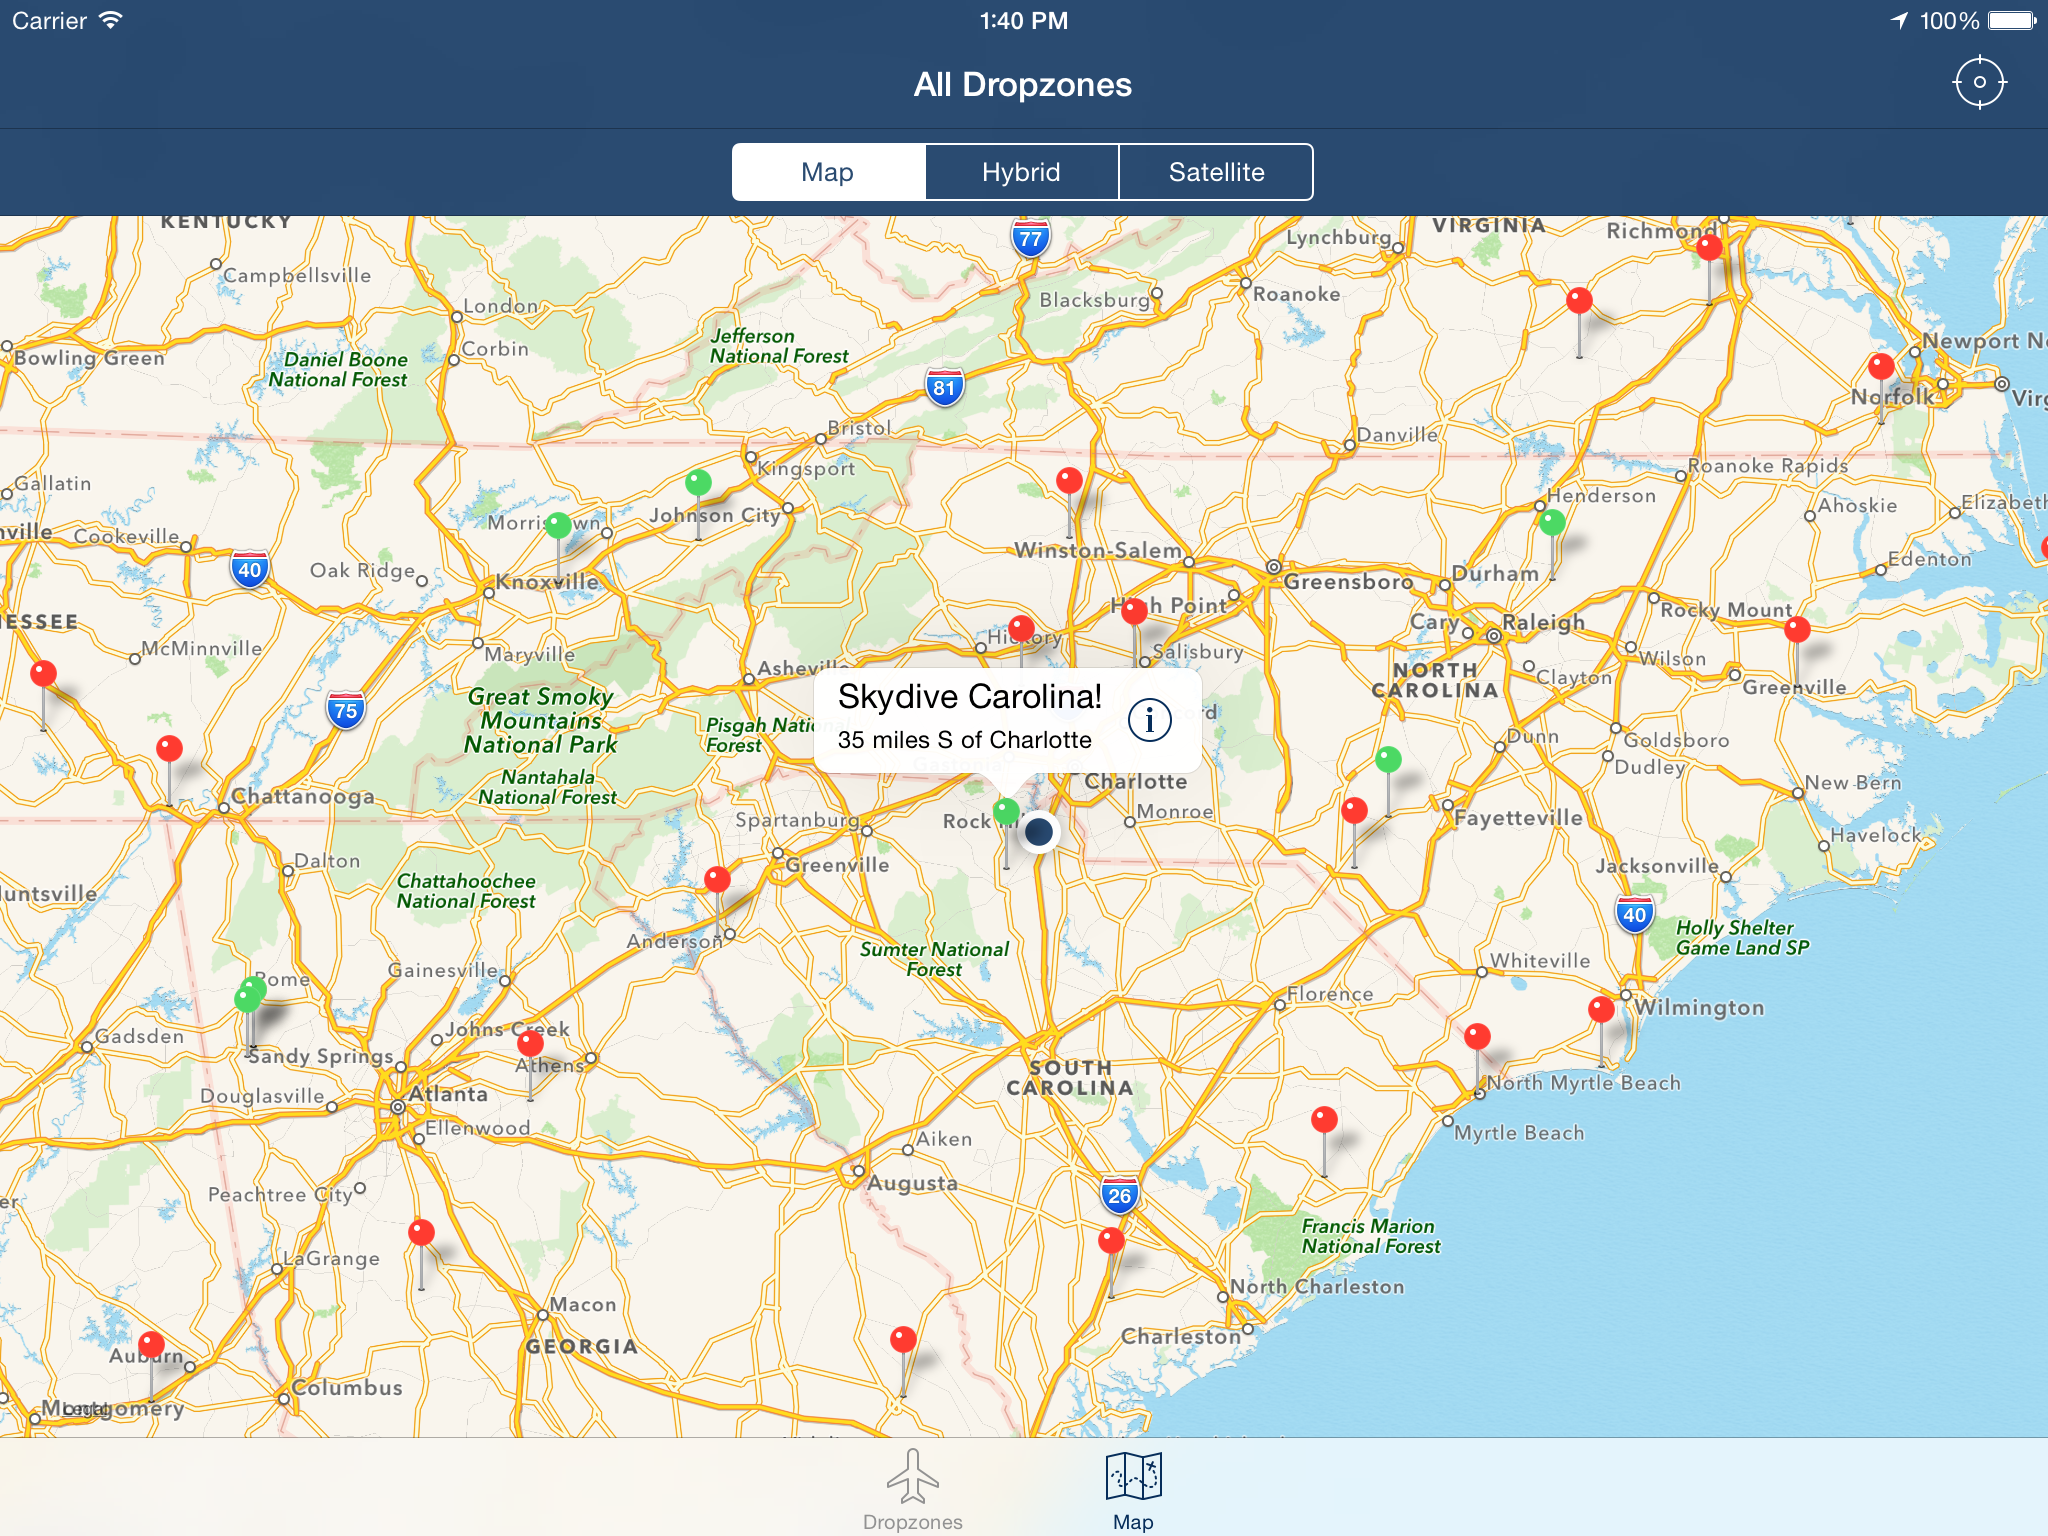 Carrier
1:40 PM
100%
All Dropzones
Map
Hybrid
Satellite
KENTUCKY
77
Lynchburg
VIRGINIA
Richmond
Campbellsville
London
Blacksburg
Roanoke
Bowling Green
Daniel Boone
National Forest
Corbin
Jefferson
National Forest
81
Newport
Norfolk
Bristol
Danville
Kingsport
Gallatin
Roanoke Rapids
Henderson
Ahoskie
Johnson City
Cookeville
40
Oak Ridge
Knoxville
Winston-Salem
Greensboro
Durham
Edenton
High Point
Rocky Mount
Cary
Raleigh
McMinnville
Maryville
Hickory
Salisbury
Wilson
Asheville
NORTH
CAROLINA
Clayton
Greenville
75
Great Smoky
Mountains
National Park
Pisgah National
Forest
Skydive Carolina!
35 miles S of Charlotte
i
Gastonia
Dunn
Goldsboro
Dudley
Nantahala
National Forest
Charlotte
New Bern
Chattanooga
Spartanburg
Rock Hill
Monroe
Fayetteville
Havelock
Dalton
Greenville
Jacksonville
Chattahoochee
National Forest
40
Holly Shelter
Game Land SP
Anderson
Sumter National
Forest
Whiteville
Rome
Gainesville
Florence
Wilmington
Gadsden
Johns Creek
Sandy Springs
Athens
SOUTH
CAROLINA
North Myrtle Beach
Douglasville
Atlanta
Ellenwood
Aiken
Myrtle Beach
Peachtree City
Augusta
26
Francis Marion
National Forest
LaGrange
North Charleston
Macon
Charleston
GEORGIA
Auburn
Columbus
Montgomery
Legal
Dropzones
Map